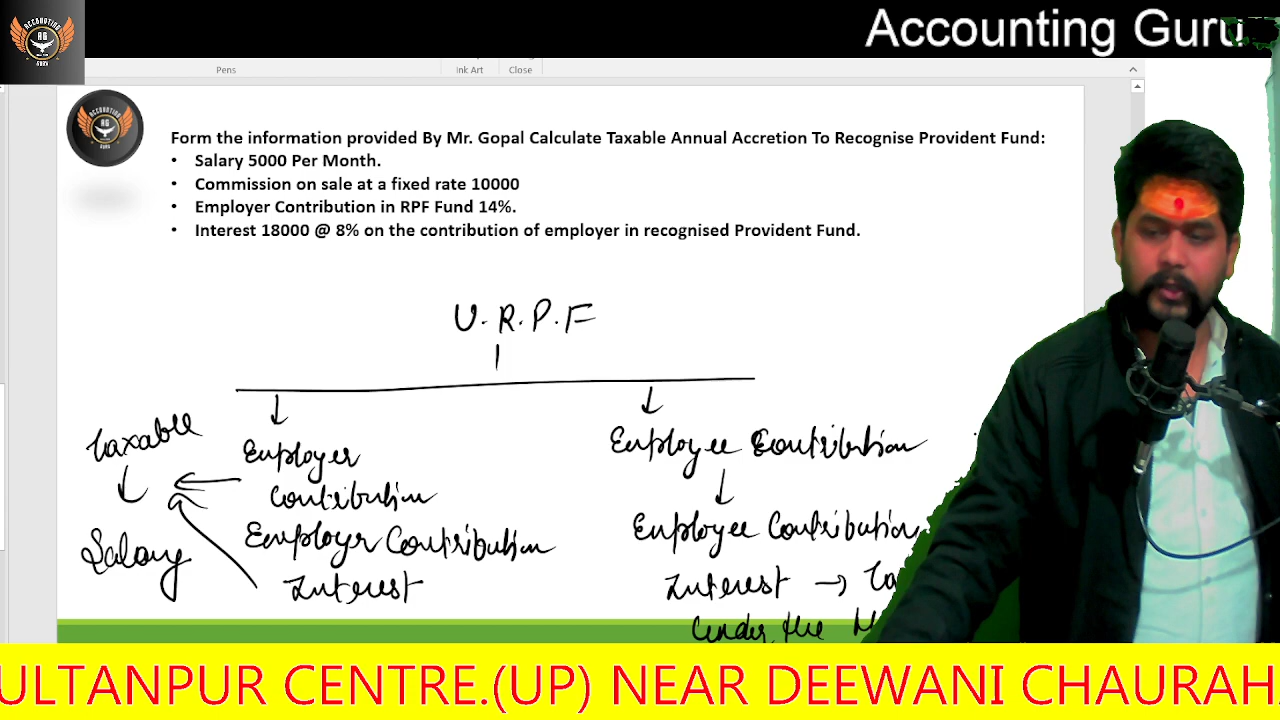 Accounting Guru
Pens
Ink Art
Close
ACCOUNTING
AG
GURU
Form the information provided By Mr. Gopal Calculate Taxable Annual Accretion To Recognise Provident Fund:
• Salary 5000 Per Month.
• Commission on sale at a fixed rate 10000
• Employer Contribution in RPF Fund 14%.
• Interest 18000 @ 8% on the contribution of employer in recognised Provident Fund.
U.R.P.F
Taxable
Salary
Employer
Contribution
Employer Contribution
Interest
Employee Contribution
Employee Contribution
Interest →
Under the
ULTANPUR CENTRE.(UP) NEAR DEEWANI CHAURAH